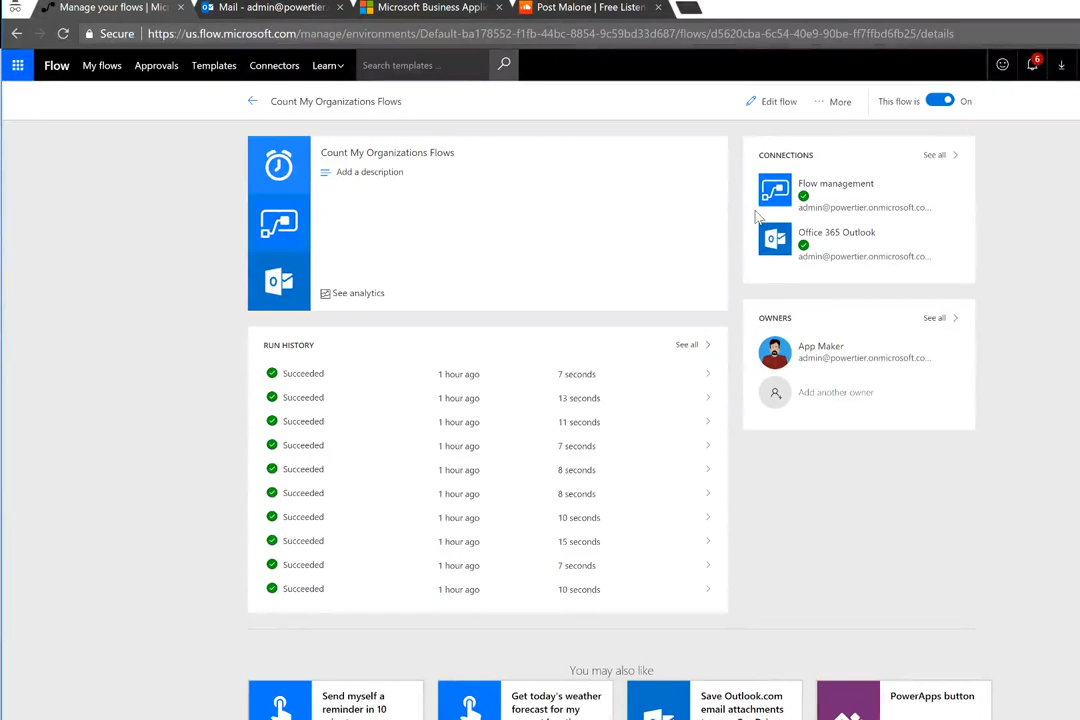 Manage your flows | Mic
Mail - admin@powertier.
Microsoft Business Appli
Post Malone | Free Listen
Secure
https://us.flow.microsoft.com/manage/environments/Default-ba178552-f1fb-44bc-8854-9c59bd33d687/flows/d5620cba-6c54-40e9-90be-ff7ffbd6fb25/details
Flow
My flows
Approvals
Templates
Connectors
Learn
Search templates ...
6
Count My Organizations Flows
Edit flow
More
This flow is
On
Count My Organizations Flows
Add a description
See analytics
CONNECTIONS
See all
Flow management
admin@powertier.onmicrosoft.co...
Office 365 Outlook
admin@powertier.onmicrosoft.co...
OWNERS
See all
App Maker
admin@powertier.onmicrosoft.co...
Add another owner
RUN HISTORY
See all
Succeeded 1 hour ago 7 seconds
Succeeded 1 hour ago 13 seconds
Succeeded 1 hour ago 11 seconds
Succeeded 1 hour ago 7 seconds
Succeeded 1 hour ago 8 seconds
Succeeded 1 hour ago 8 seconds
Succeeded 1 hour ago 10 seconds
Succeeded 1 hour ago 15 seconds
Succeeded 1 hour ago 7 seconds
Succeeded 1 hour ago 10 seconds
You may also like
Send myself a
reminder in 10
Get today's weather
forecast for my
Save Outlook.com
email attachments
PowerApps button